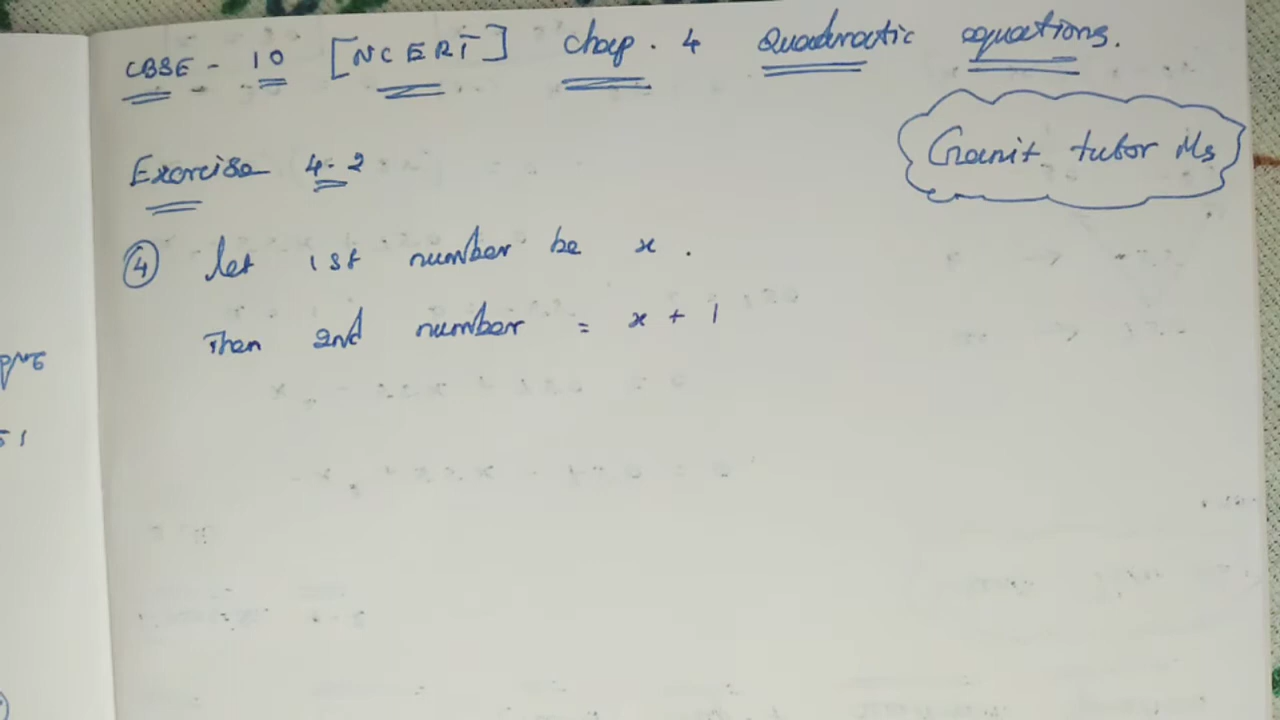 CBSE - 10 [NCERT] Chap. 4 Quadratic equations.
Ganit tutor Ms
Exercise 4.2
④ Let 1st number be x.
Then 2nd number = x + 1
51